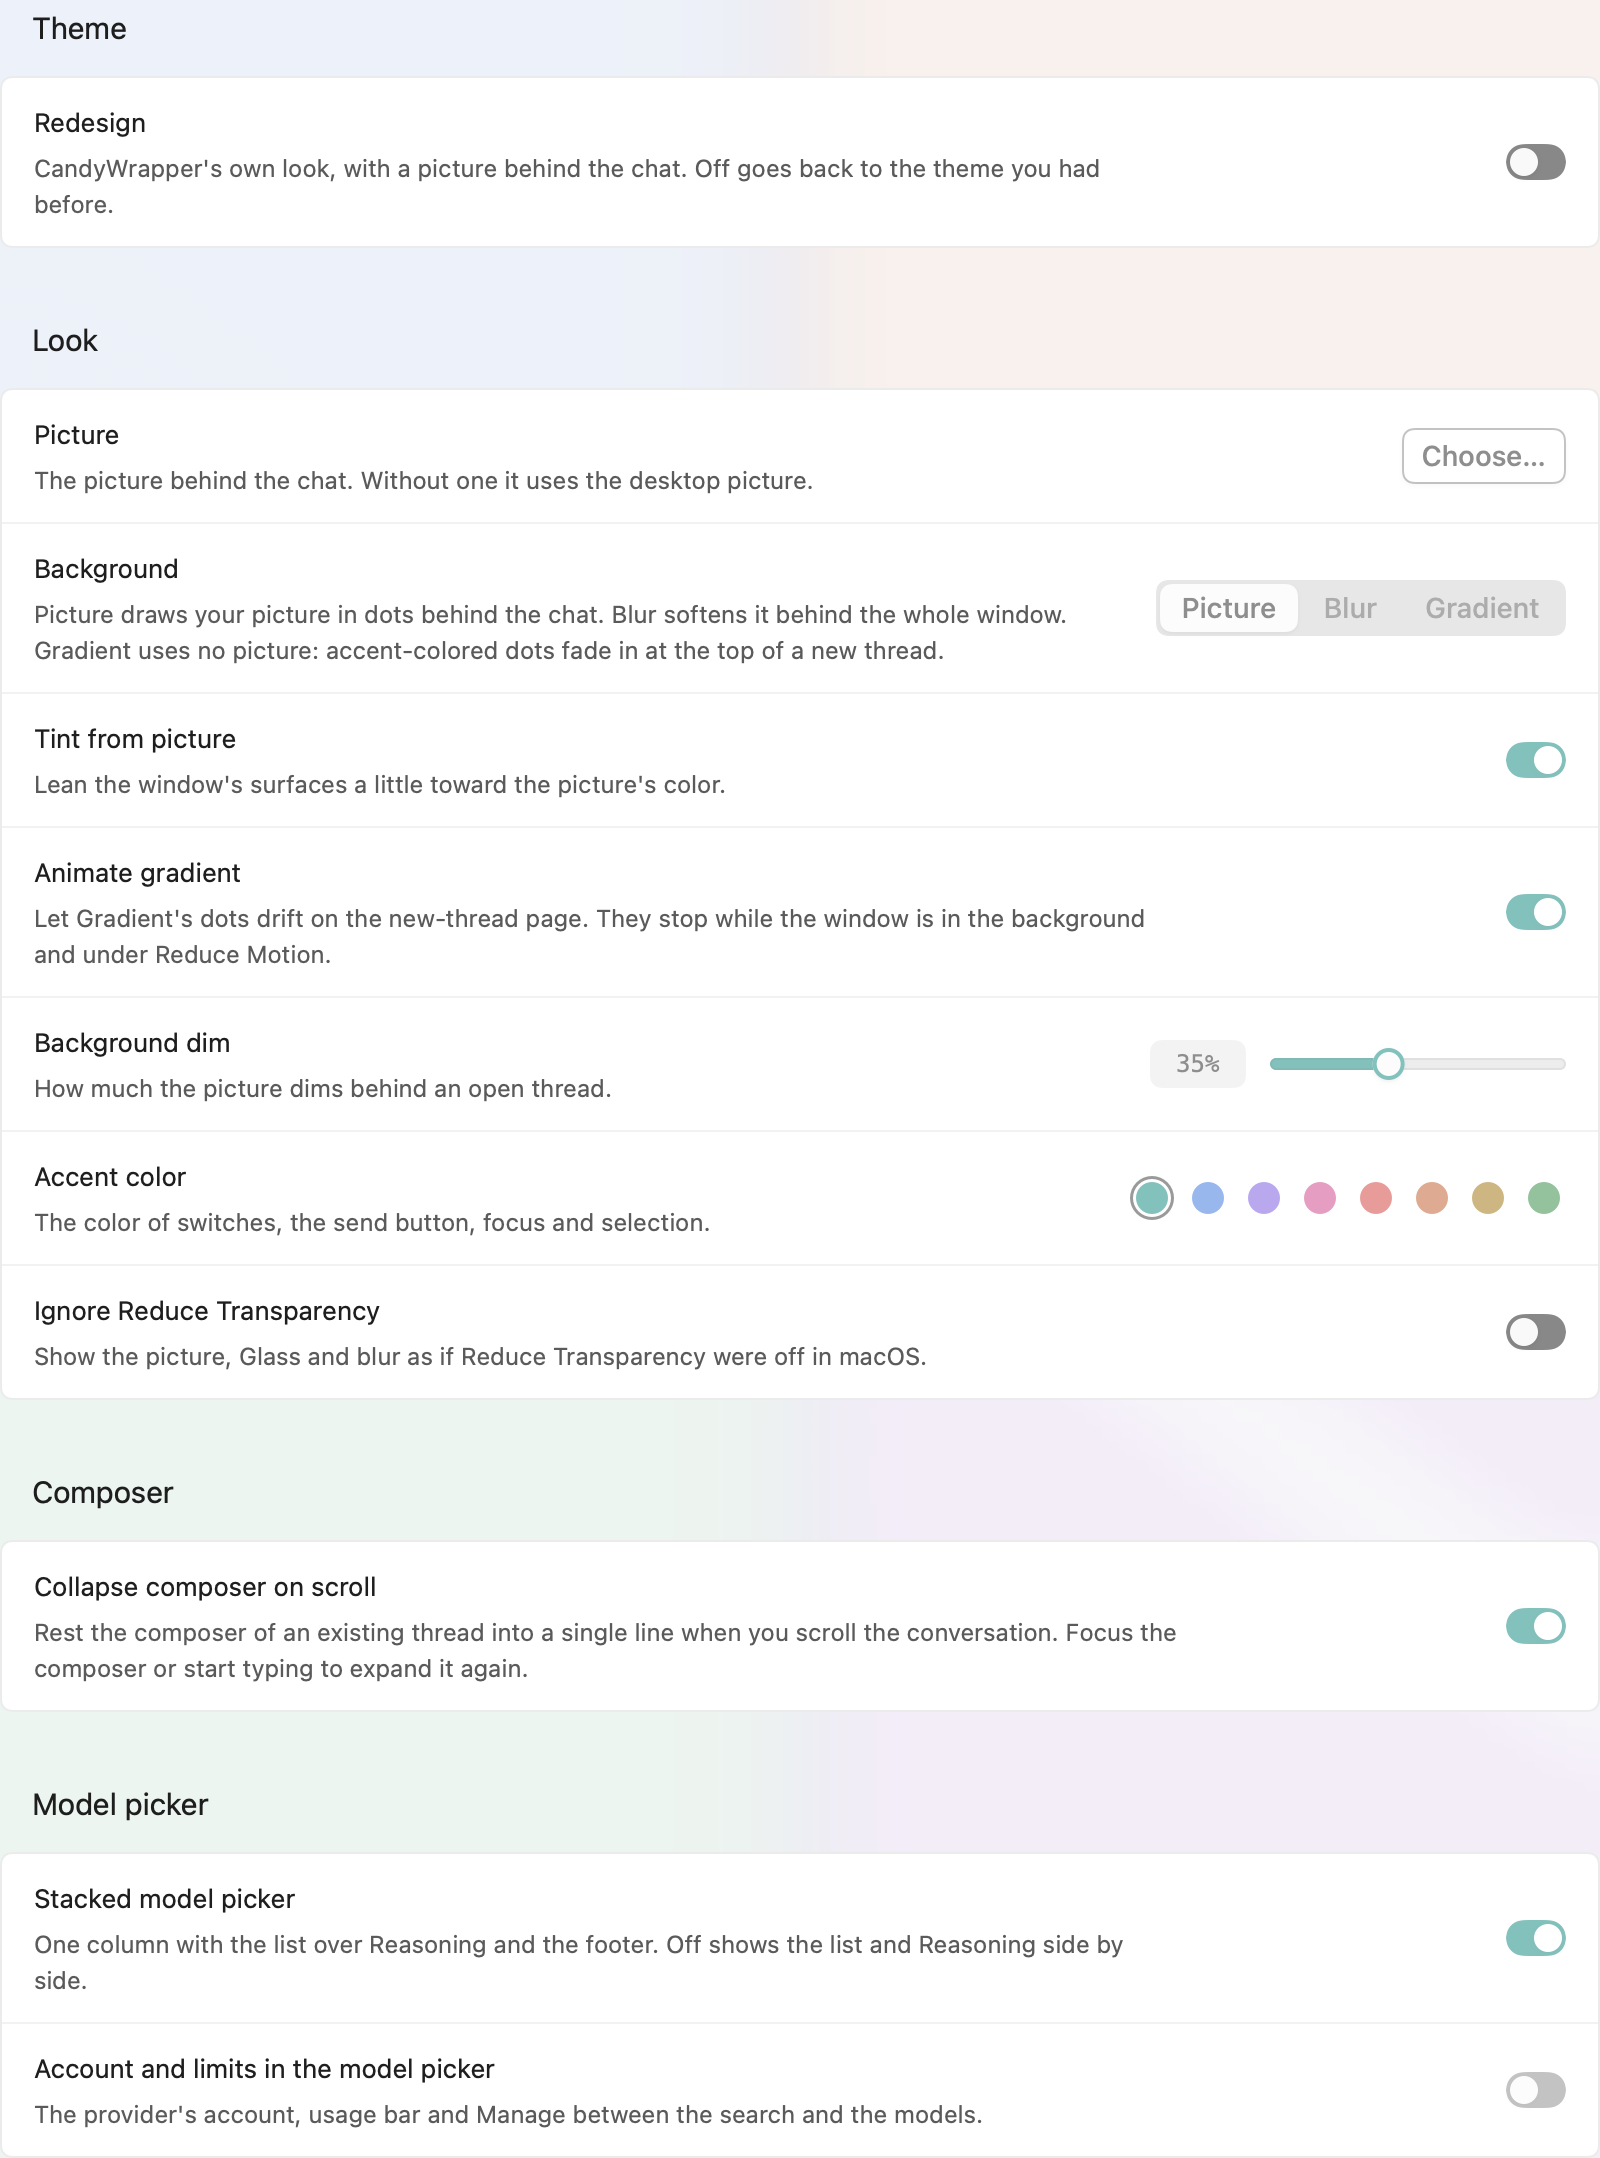 Theme
Redesign
CandyWrapper's own look, with a picture behind the chat. Off goes back to the theme you had
before.
Look
Picture
The picture behind the chat. Without one it uses the desktop picture.
Choose...
Background
Picture draws your picture in dots behind the chat. Blur softens it behind the whole window.
Gradient uses no picture: accent-colored dots fade in at the top of a new thread.
Picture Blur Gradient
Tint from picture
Lean the window's surfaces a little toward the picture's color.
Animate gradient
Let Gradient's dots drift on the new-thread page. They stop while the window is in the background
and under Reduce Motion.
Background dim
How much the picture dims behind an open thread.
35%
Accent color
The color of switches, the send button, focus and selection.
Ignore Reduce Transparency
Show the picture, Glass and blur as if Reduce Transparency were off in macOS.
Composer
Collapse composer on scroll
Rest the composer of an existing thread into a single line when you scroll the conversation. Focus the
composer or start typing to expand it again.
Model picker
Stacked model picker
One column with the list over Reasoning and the footer. Off shows the list and Reasoning side by
side.
Account and limits in the model picker
The provider's account, usage bar and Manage between the search and the models.